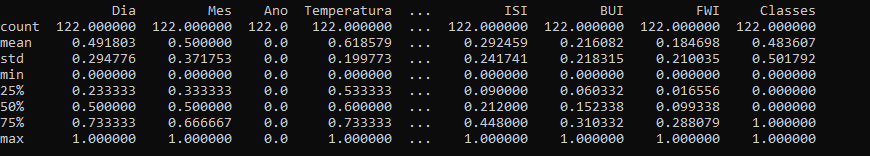 Dia         Mes    Ano  Temperatura  ...         ISI         BUI         FWI     Classes
count  122.000000  122.000000  122.0   122.000000  ...  122.000000  122.000000  122.000000  122.000000
mean     0.491803    0.500000    0.0     0.618579  ...    0.292459    0.216082    0.184698    0.483607
std      0.294776    0.371753    0.0     0.199773  ...    0.241741    0.218315    0.210035    0.501792
min      0.000000    0.000000    0.0     0.000000  ...    0.000000    0.000000    0.000000    0.000000
25%      0.233333    0.333333    0.0     0.533333  ...    0.090000    0.060332    0.016556    0.000000
50%      0.500000    0.500000    0.0     0.600000  ...    0.212000    0.152338    0.099338    0.000000
75%      0.733333    0.666667    0.0     0.733333  ...    0.448000    0.310332    0.288079    1.000000
max      1.000000    1.000000    0.0     1.000000  ...    1.000000    1.000000    1.000000    1.000000